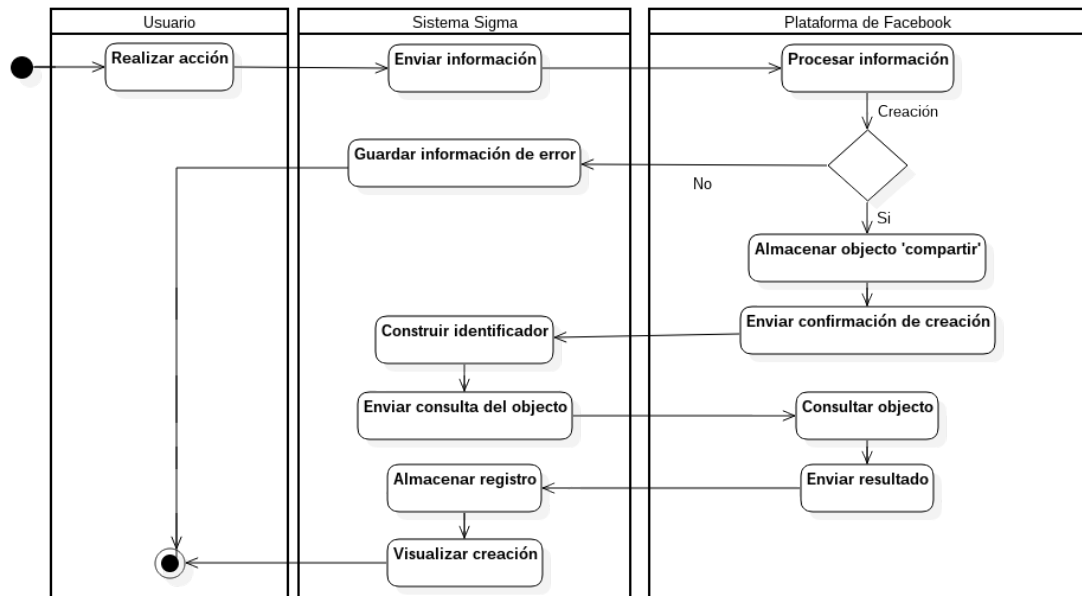 Usuario
Sistema Sigma
Plataforma de Facebook
Realizar acción
Enviar información
Procesar información
Creación
Guardar información de error
No
Si
Almacenar objecto 'compartir'
Enviar confirmación de creación
Construir identificador
Enviar consulta del objecto
Consultar objecto
Almacenar registro
Enviar resultado
Visualizar creación